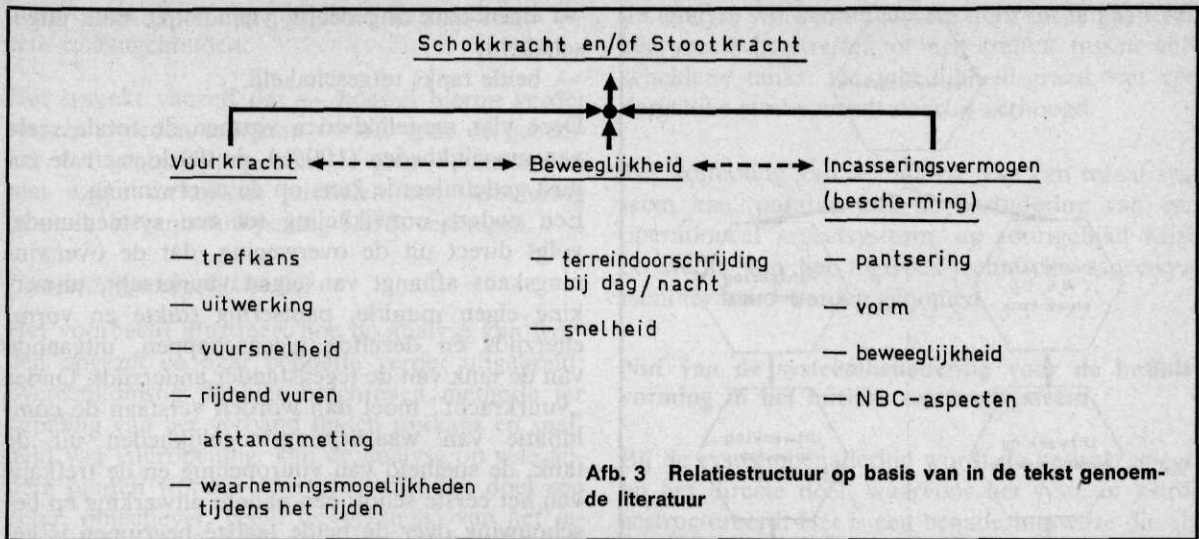 Schokkracht en/of Stootkracht
Vuurkracht
Beweeglijkheid
Incasseringsvermogen
(bescherming)
— trefkans
— uitwerking
— vuursnelheid
— rijdend vuren
— afstandsmeting
— waarnemingsmogelijkheden
tijdens het rijden
— terreindoorschrijding
bij dag/nacht
— snelheid
— pantsering
— vorm
— beweeglijkheid
— NBC-aspecten
Afb. 3 Relatiestructuur op basis van in de tekst genoem-
de literatuur